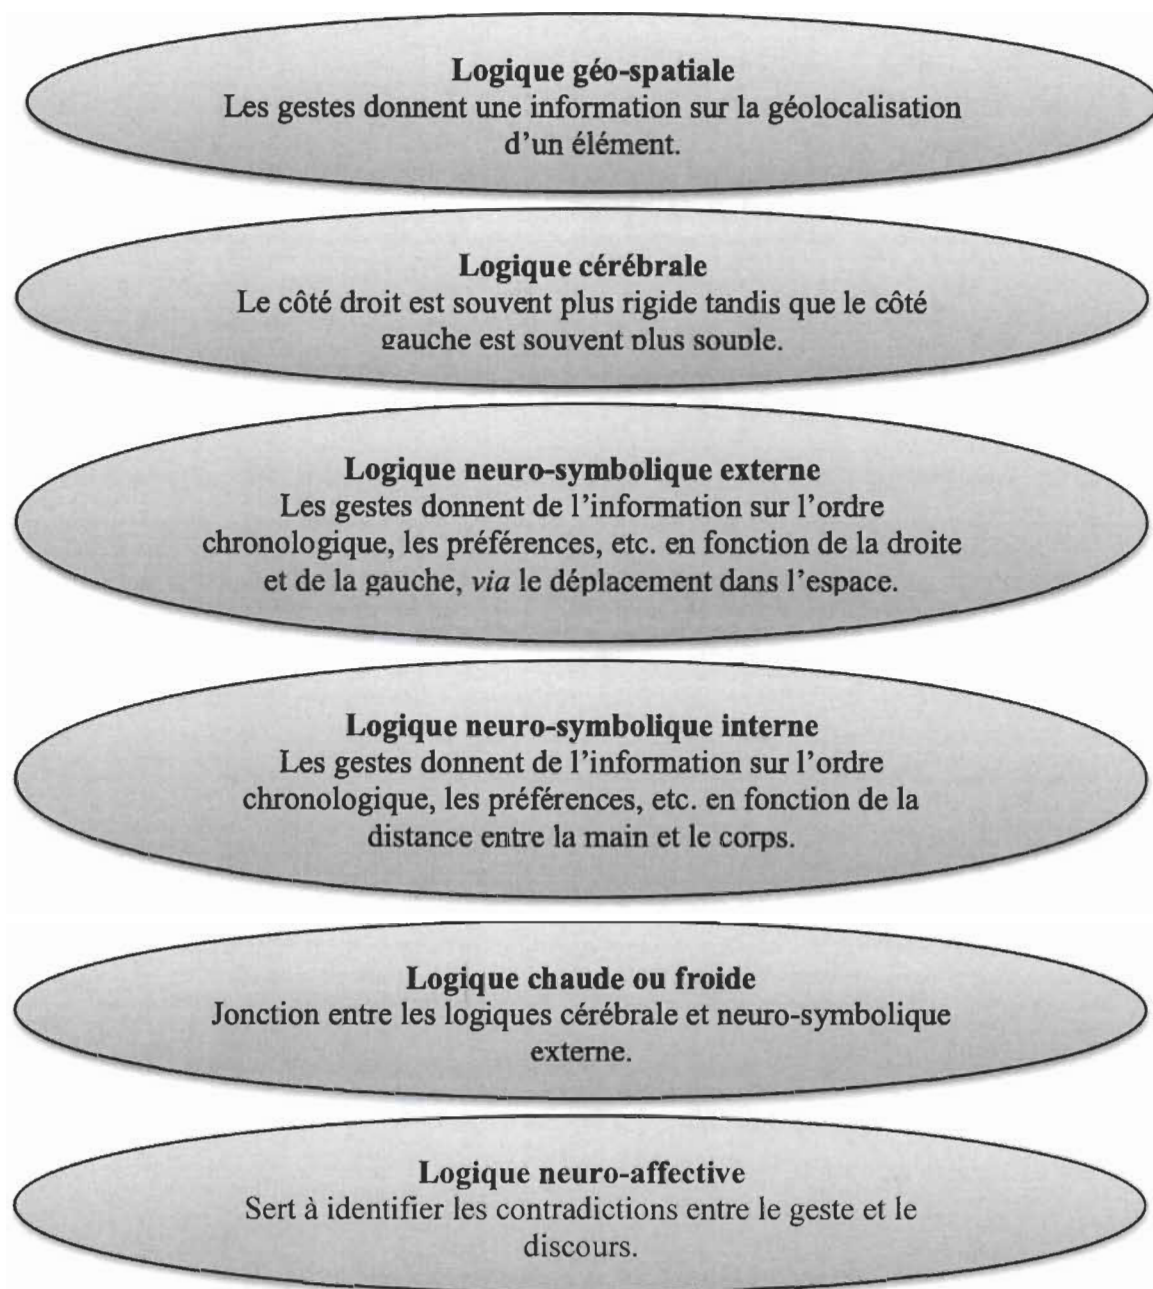 Logique géo-spatiale
Les gestes donnent une information sur la géolocalisation
d'un élément.
Logique cérébrale
Le côté droit est souvent plus rigide tandis que le côté
gauche est souvent plus souple.
Logique neuro-symbolique externe
Les gestes donnent de l'information sur l'ordre
chronologique, les préférences, etc. en fonction de la droite
et de la gauche, via le déplacement dans l'espace.
Logique neuro-symbolique interne
Les gestes donnent de l'information sur l'ordre
chronologique, les préférences, etc. en fonction de la
distance entre la main et le corps.
Logique chaude ou froide
Jonction entre les logiques cérébrale et neuro-symbolique
externe.
Logique neuro-affective
Sert à identifier les contradictions entre le geste et le
discours.